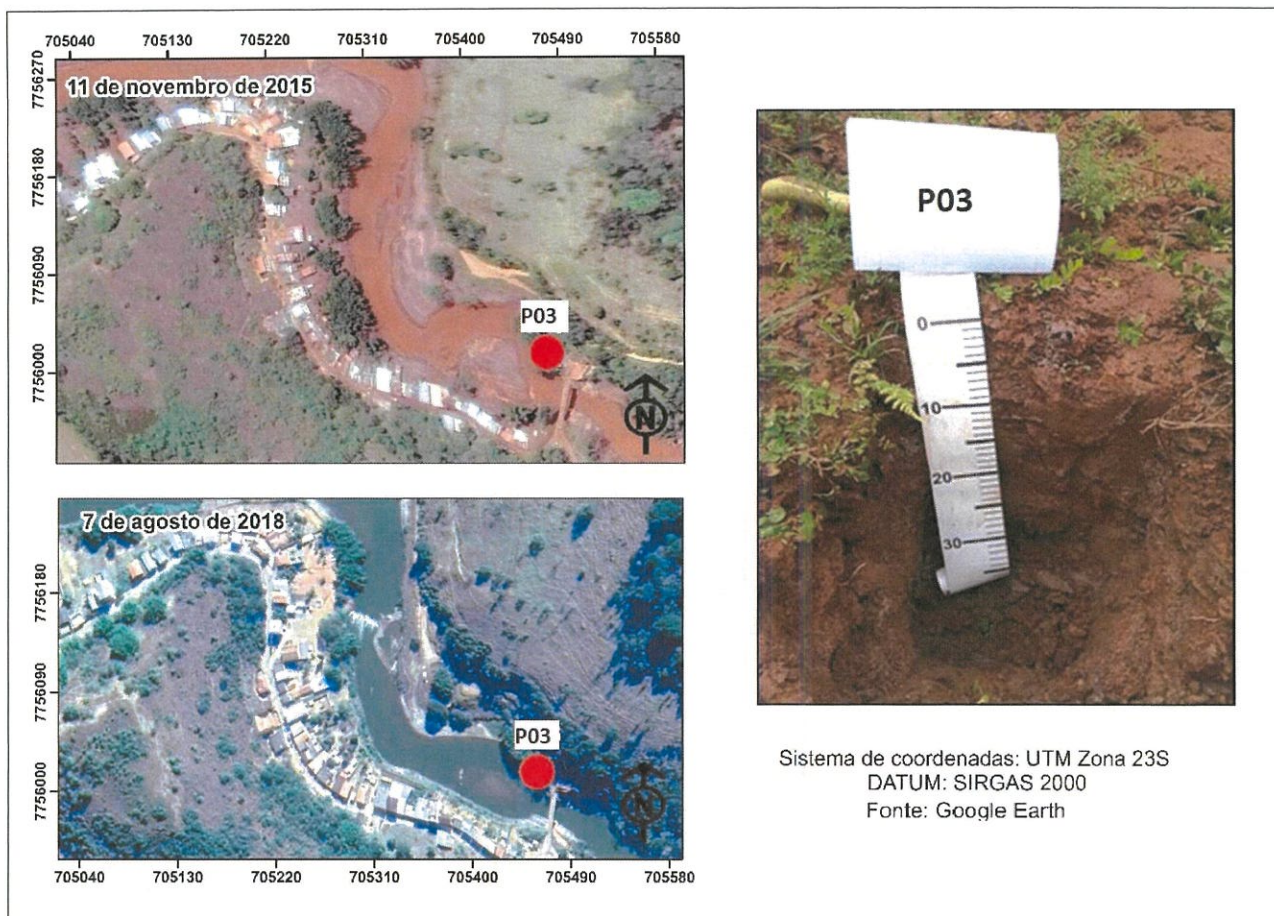 705040 705130 705220 705310 705400 705490 705580
11 de novembro de 2015
7756270
7756180
7756090
7756000
P03
N
7 de agosto de 2018
7756180
7756090
7756000
P03
N
705040 705130 705220 705310 705400 705490 705580
P03
0
10
20
30
Sistema de coordenadas: UTM Zona 23S
DATUM: SIRGAS 2000
Fonte: Google Earth